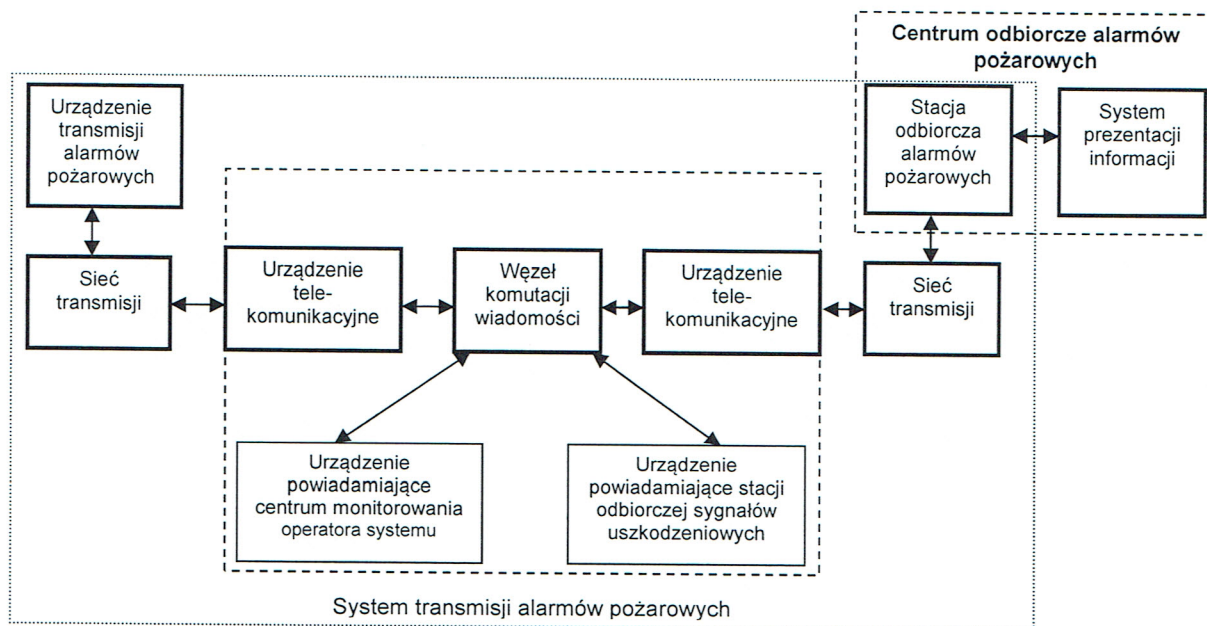 Centrum odbiorcze alarmów
pożarowych
Urządzenie
transmisji
alarmów
pożarowych
Stacja
odbiorcza
alarmów
pożarowych
System
prezentacji
informacji
Sieć
transmisji
Urządzenie
tele-
komunikacyjne
Węzeł
komutacji
wiadomości
Urządzenie
tele-
komunikacyjne
Sieć
transmisji
Urządzenie
powiadamiające
centrum monitorowania
operatora systemu
Urządzenie
powiadamiające stacji
odbiorczej sygnałów
uszkodzeniowych
System transmisji alarmów pożarowych